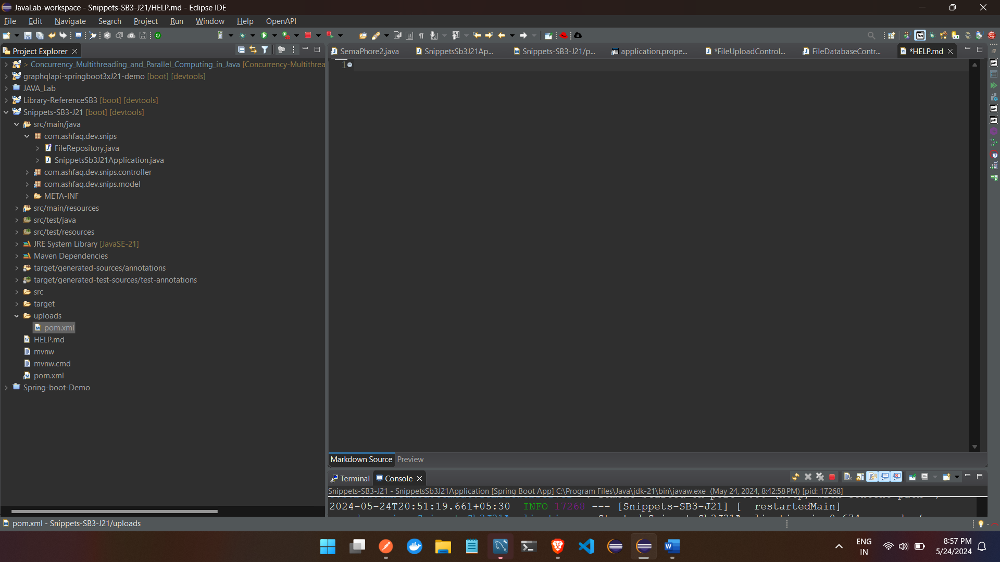 JavaLab-workspace - Snippets-SB3-J21/HELP.md - Eclipse IDE
File Edit Navigate Search Project Run Window Help OpenAPI
Project Explorer
> Concurrency_Multithreading_and_Parallel_Computing_in_Java [Concurrency-Multithrea
graphqlapi-springboot3xJ21-demo [boot] [devtools]
JAVA_Lab
Library-ReferenceSB3 [boot] [devtools]
Snippets-SB3-J21 [boot] [devtools]
src/main/java
com.ashfaq.dev.snips
FileRepository.java
SnippetsSb3J21Application.java
com.ashfaq.dev.snips.controller
com.ashfaq.dev.snips.model
META-INF
src/main/resources
src/test/java
src/test/resources
JRE System Library [JavaSE-21]
Maven Dependencies
target/generated-sources/annotations
target/generated-test-sources/test-annotations
src
target
uploads
pom.xml
HELP.md
mvnw
mvnw.cmd
pom.xml
Spring-boot-Demo
SemaPhore2.java SnippetsSb3J21Ap... Snippets-SB3-J21/p... application.prope... *FileUploadControl... FileDatabaseContr... *HELP.md
1
Markdown Source Preview
Terminal Console
Snippets-SB3-J21 - SnippetsSb3J21Application [Spring Boot App] C:\Program Files\Java\jdk-21\bin\javaw.exe (May 24, 2024, 8:42:58 PM) [pid: 17268]
2024-05-24T20:51:19.661+05:30 INFO 17268 --- [Snippets-SB3-J21] [ restartedMain]
pom.xml - Snippets-SB3-J21/uploads
ENG
IN
8:57 PM
5/24/2024